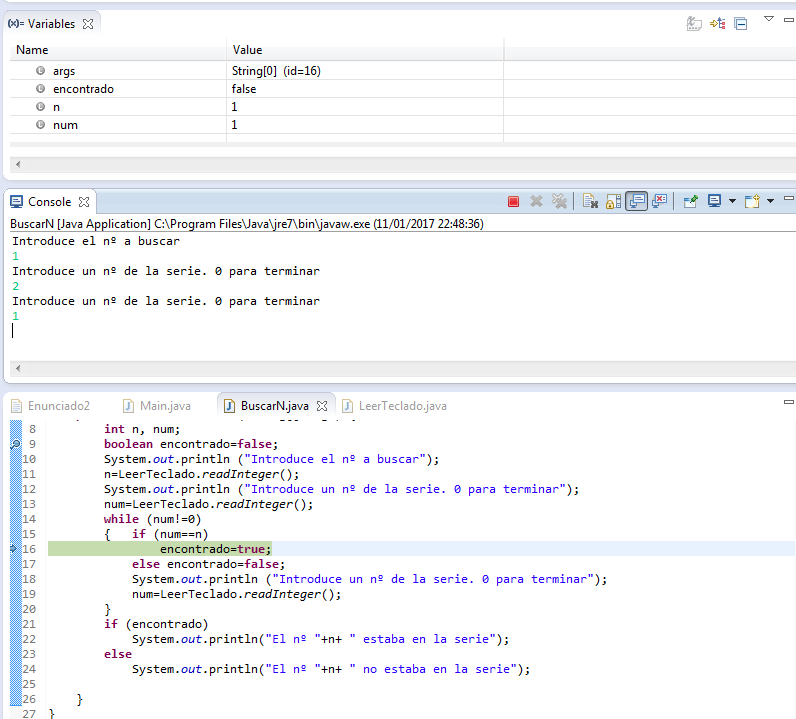 (x)= Variables
Name Value
args String[0] (id=16)
encontrado false
n 1
num 1
Console
BuscarN [Java Application] C:\Program Files\Java\jre7\bin\javaw.exe (11/01/2017 22:48:36)
Introduce el nº a buscar
1
Introduce un nº de la serie. 0 para terminar
2
Introduce un nº de la serie. 0 para terminar
1
Enunciado2 Main.java BuscarN.java LeerTeclado.java
8 int n, num;
9 boolean encontrado=false;
10 System.out.println ("Introduce el nº a buscar");
11 n=LeerTeclado.readInteger();
12 System.out.println ("Introduce un nº de la serie. 0 para terminar");
13 num=LeerTeclado.readInteger();
14 while (num!=0)
15 { if (num==n)
16 encontrado=true;
17 else encontrado=false;
18 System.out.println ("Introduce un nº de la serie. 0 para terminar");
19 num=LeerTeclado.readInteger();
20 }
21 if (encontrado)
22 System.out.println("El nº "+n+ " estaba en la serie");
23 else
24 System.out.println("El nº "+n+ " no estaba en la serie");
25
26 }
27 }